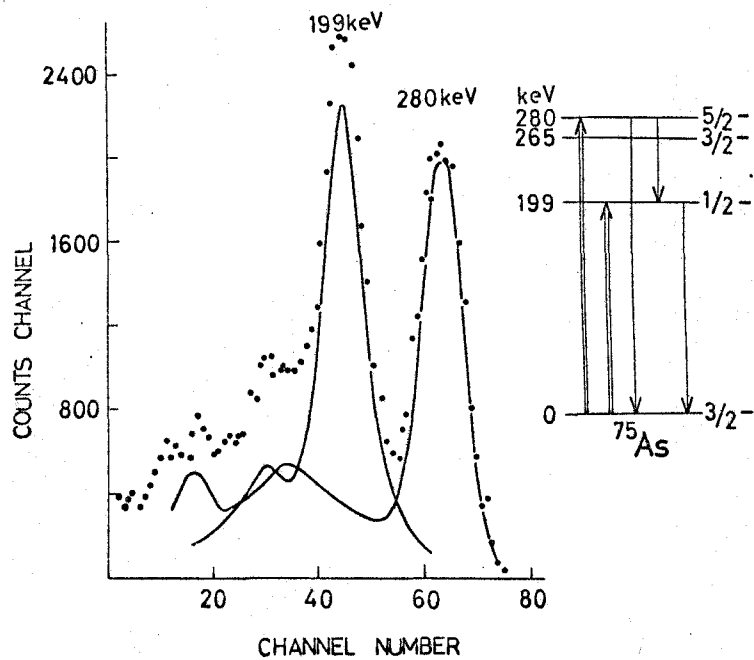 199keV
280keV
2400
1600
800
COUNTS CHANNEL
20 40 60 80
CHANNEL NUMBER
keV
280 5/2-
265 3/2-
199 1/2-
0 3/2-
75As